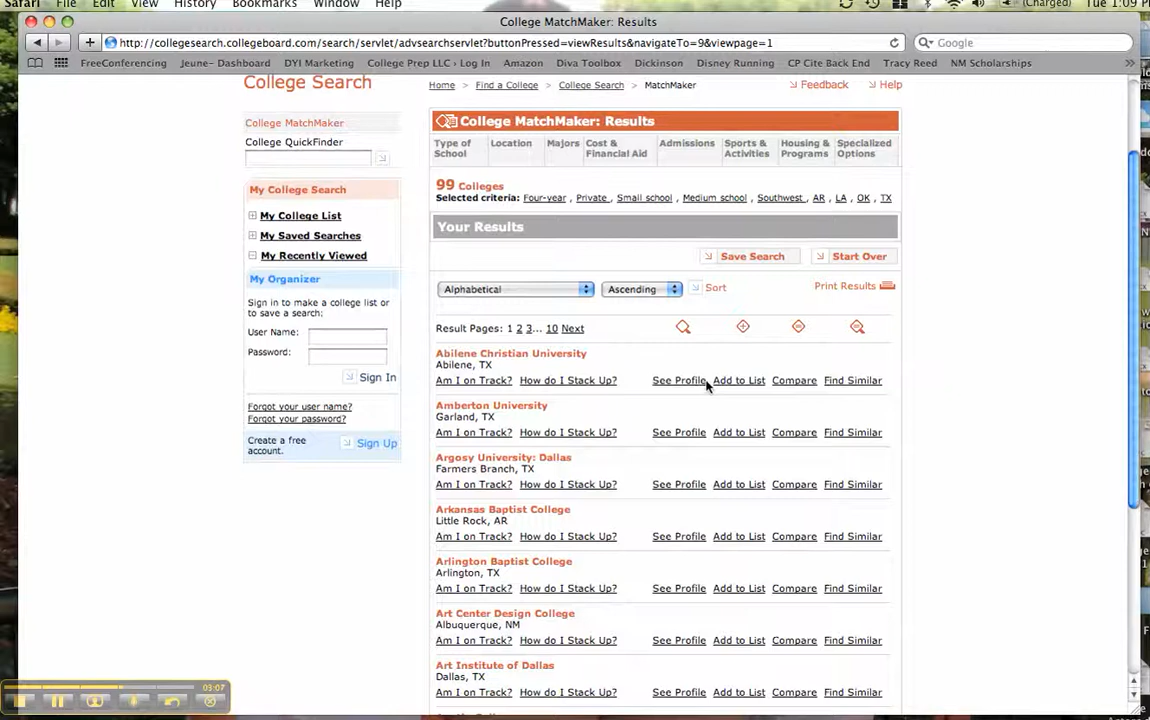 Safari File Edit View History Bookmarks Window Help (Charged) Tue 1:09
College MatchMaker: Results
http://collegesearch.collegeboard.com/search/servlet/advsearchservlet?buttonPressed=viewResults&navigateTo=9&viewpage=1 Google
FreeConferencing Jeune- Dashboard DYI Marketing College Prep LLC › Log In Amazon Diva Toolbox Dickinson Disney Running CP Cite Back End Tracy Reed NM Scholarships
College Search Home > Find a College > College Search > MatchMaker Feedback Help
College MatchMaker
College QuickFinder
My College Search
My College List
My Saved Searches
My Recently Viewed
My Organizer
Sign in to make a college list or
to save a search:
User Name:
Password:
Sign In
Forgot your user name?
Forgot your password?
Create a free
account.
Sign Up
College MatchMaker: Results
Type of School Location Majors Cost & Financial Aid Admissions Sports & Activities Housing & Programs Specialized Options
99 Colleges
Selected criteria: Four-year , Private , Small school , Medium school , Southwest , AR , LA , OK , TX
Your Results
Save Search Start Over
Alphabetical Ascending Sort Print Results
Result Pages: 1 2 3... 10 Next
Abilene Christian University
Abilene, TX
Am I on Track? How do I Stack Up? See Profile Add to List Compare Find Similar
Amberton University
Garland, TX
Am I on Track? How do I Stack Up? See Profile Add to List Compare Find Similar
Argosy University: Dallas
Farmers Branch, TX
Am I on Track? How do I Stack Up? See Profile Add to List Compare Find Similar
Arkansas Baptist College
Little Rock, AR
Am I on Track? How do I Stack Up? See Profile Add to List Compare Find Similar
Arlington Baptist College
Arlington, TX
Am I on Track? How do I Stack Up? See Profile Add to List Compare Find Similar
Art Center Design College
Albuquerque, NM
Am I on Track? How do I Stack Up? See Profile Add to List Compare Find Similar
Art Institute of Dallas
Dallas, TX
Am I on Track? How do I Stack Up? See Profile Add to List Compare Find Similar
03:07